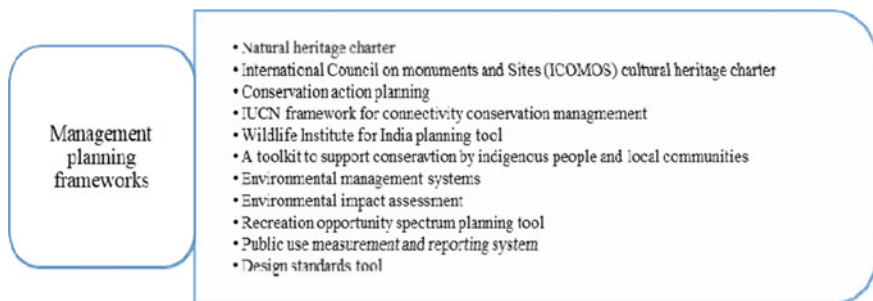 Management
planning
frameworks
• Natural heritage charter
• International Council on monuments and Sites (ICOMOS) cultural heritage charter
• Conservation action planning
• IUCN framework for connectivity conservation managmement
• Wildlife Institute for India planning tool
• A toolkit to support conseravtion by indigenous people and local communities
• Environmental management systems
• Environmental impact assessment
• Recreation opportunity spectrum planning tool
• Public use measurement and reporting system
• Design standards tool